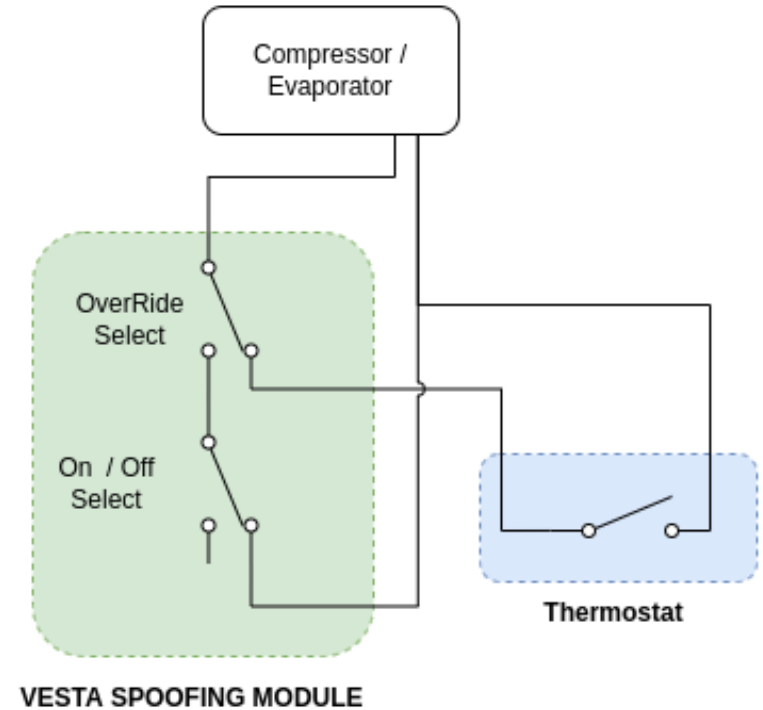 Compressor /
Evaporator
OverRide
Select
On / Off
Select
Thermostat
VESTA SPOOFING MODULE